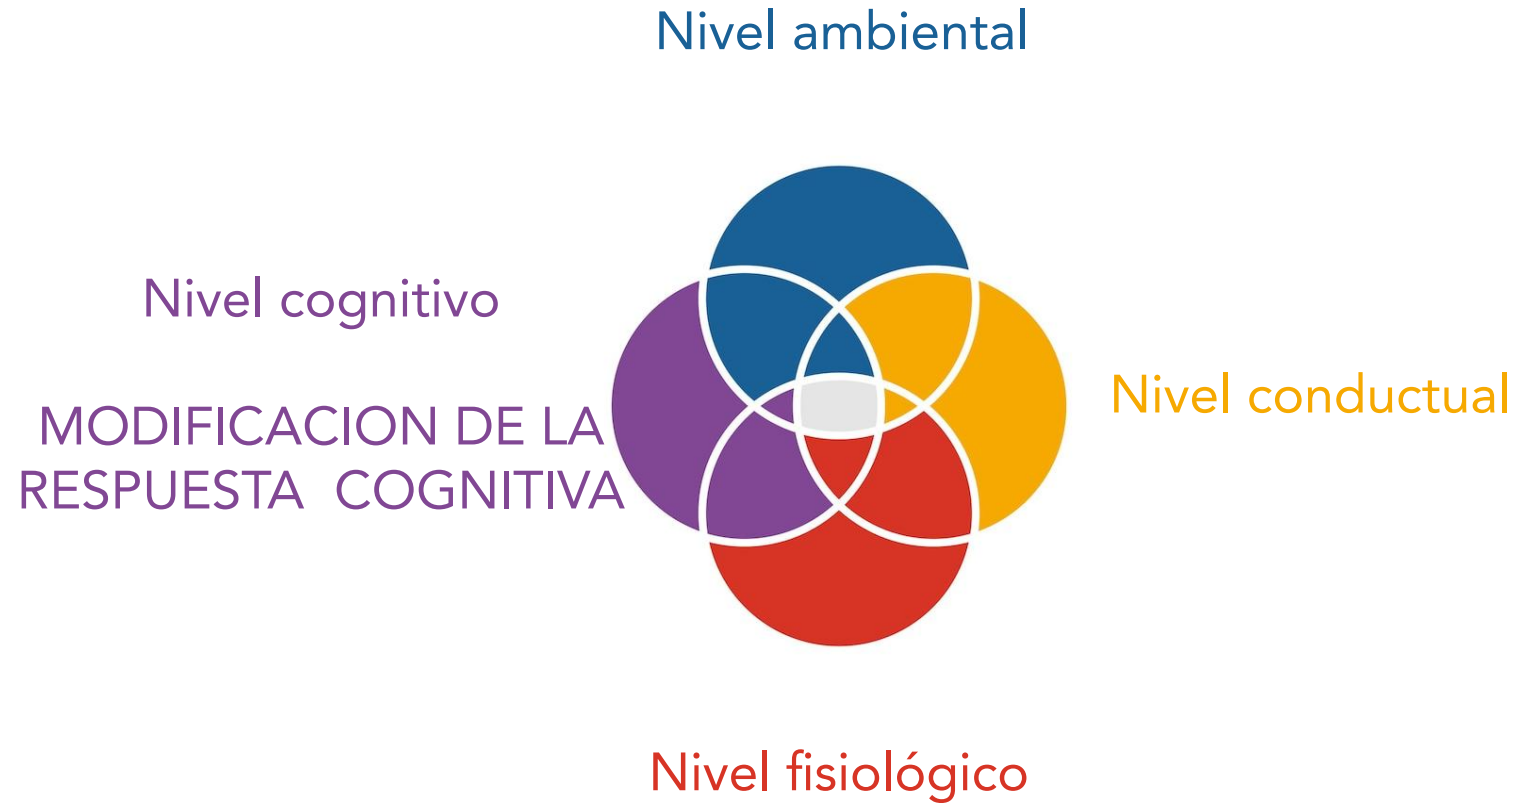 Nivel ambiental
Nivel cognitivo
MODIFICACION DE LA
RESPUESTA COGNITIVA
Nivel conductual
Nivel fisiológico